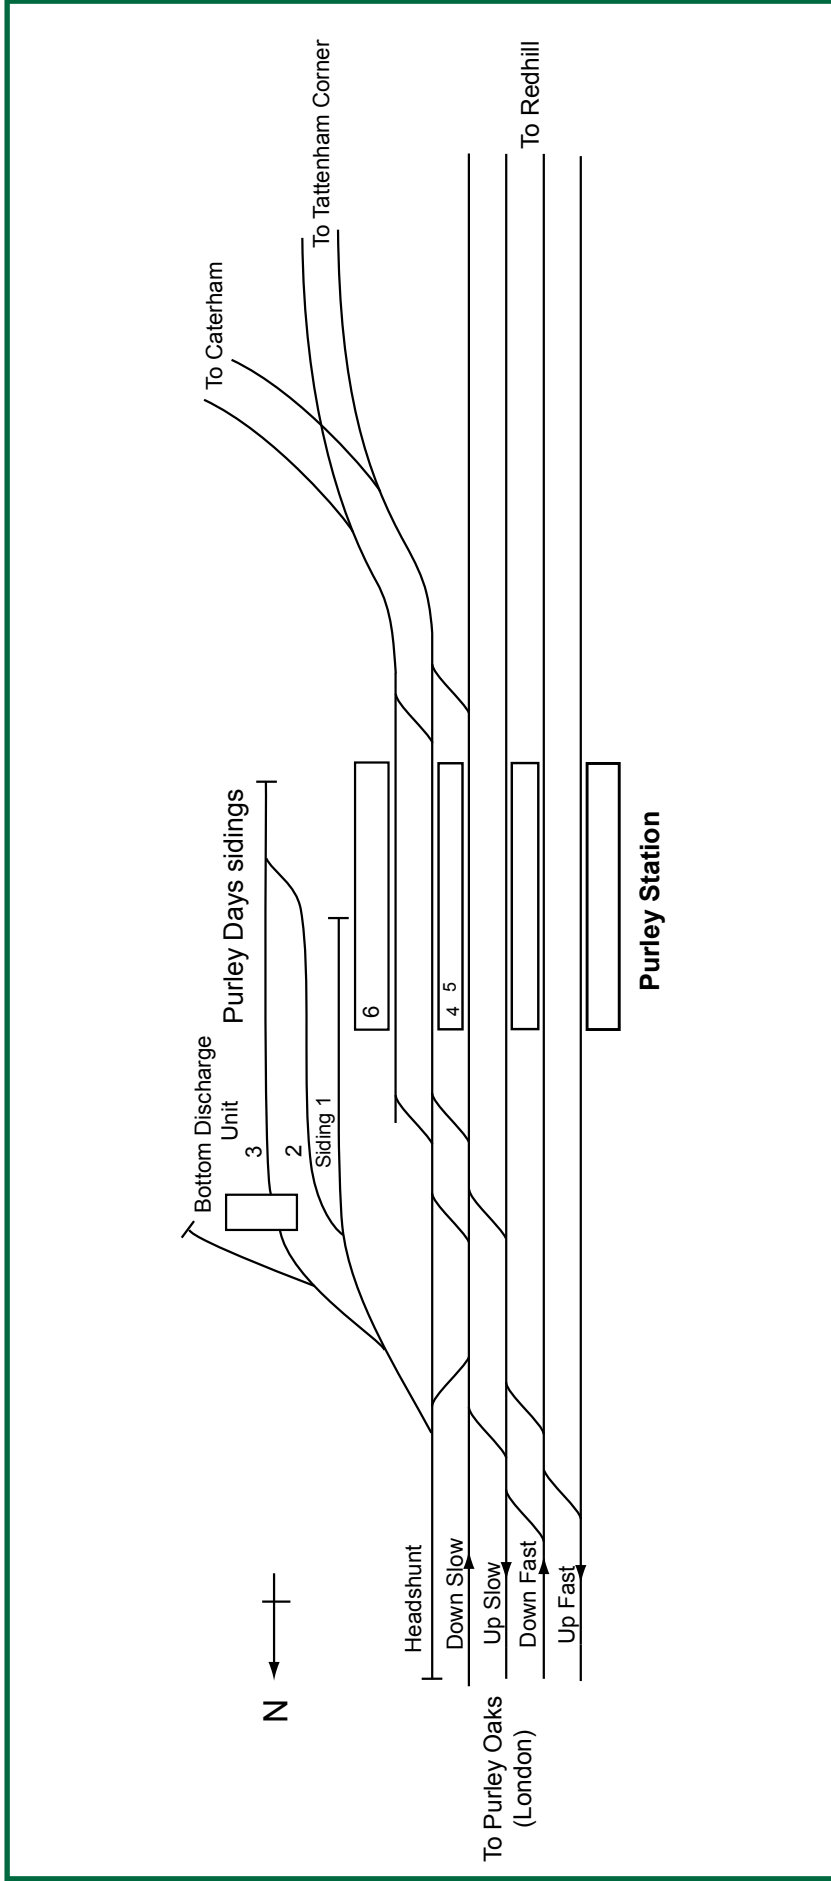 To Caterham
To Tattenham Corner
To Redhill
Purley Days sidings
Bottom Discharge
Unit
3
2
Siding 1
6
4 5
Purley Station
N
Headshunt
Down Slow
Up Slow
Down Fast
Up Fast
To Purley Oaks
(London)